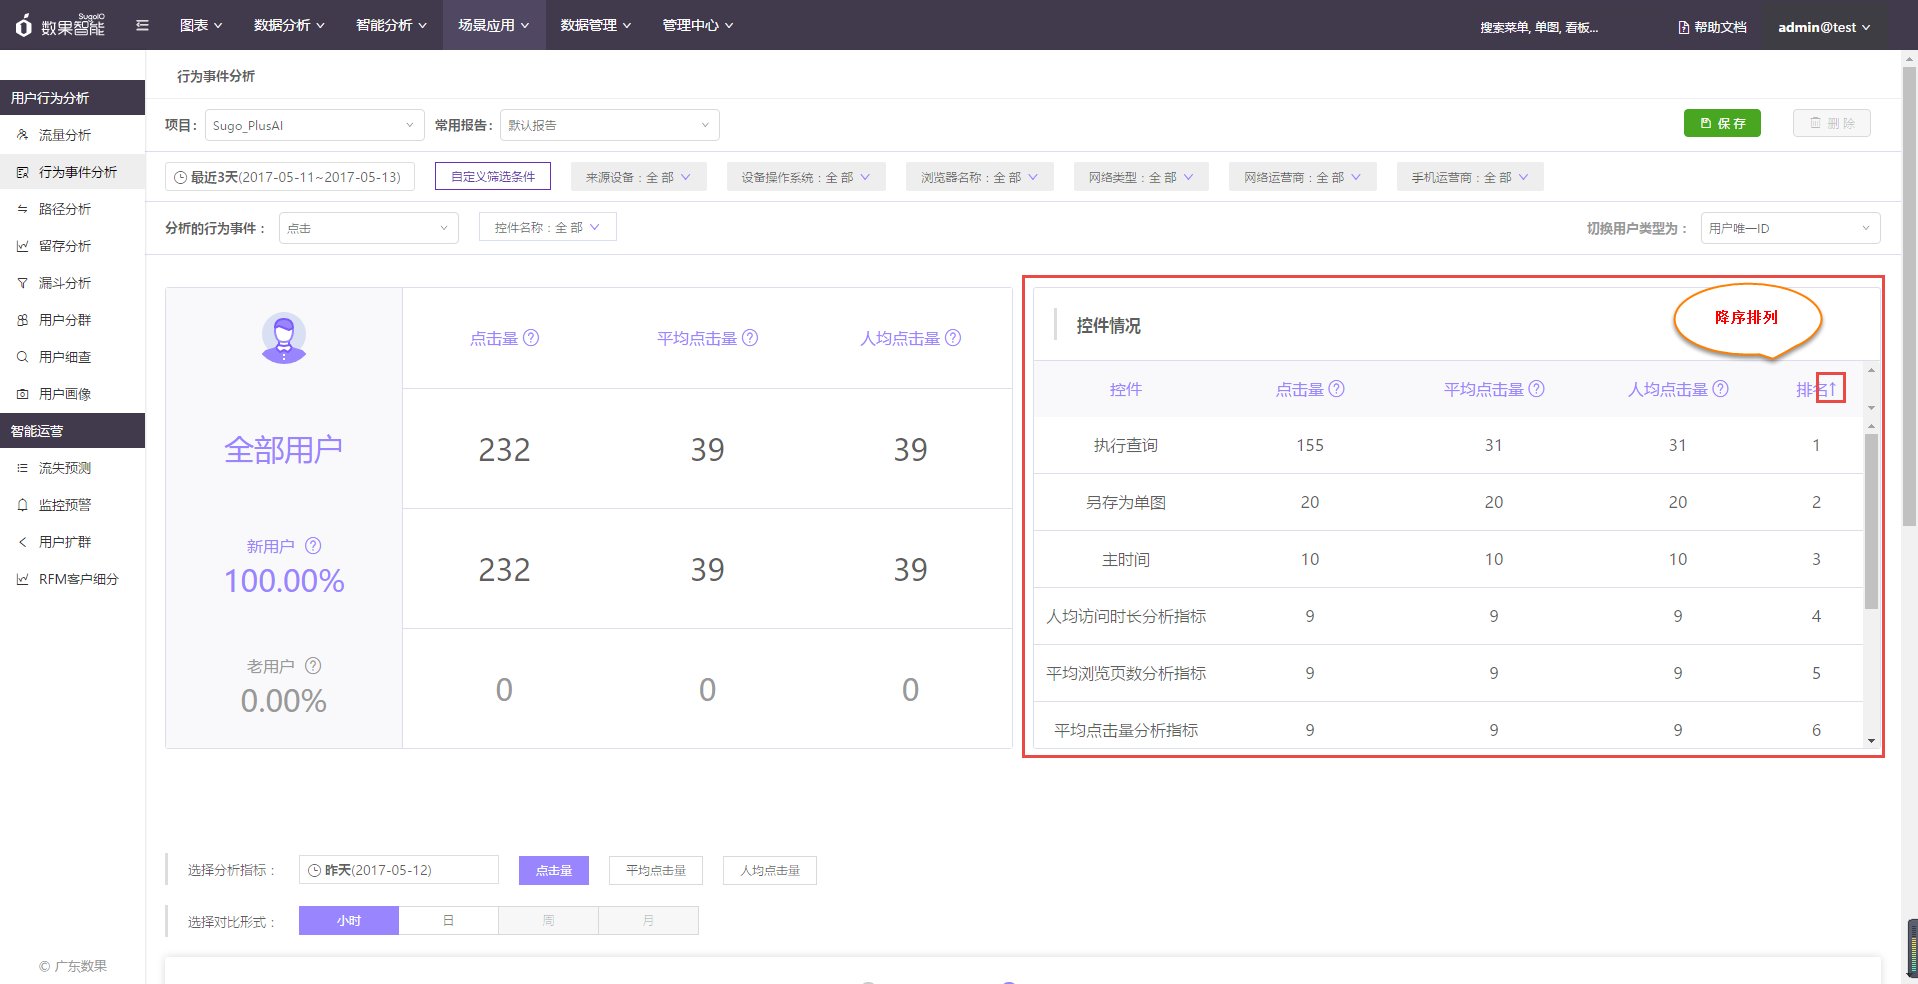 SugoIO
数果智能 图表 数据分析 智能分析 场景应用 数据管理 管理中心 搜索菜单, 单图, 看板... 帮助文档 admin@test
用户行为分析
流量分析
行为事件分析
路径分析
留存分析
漏斗分析
用户分群
用户细查
用户画像
智能运营
流失预测
监控预警
用户扩群
RFM客户细分
© 广东数果
行为事件分析
项目： Sugo_PlusAI 常用报告： 默认报告 保 存 删 除
最近3天(2017-05-11~2017-05-13) 自定义筛选条件 来源设备：全 部 设备操作系统：全 部 浏览器名称：全 部 网络类型：全 部 网络运营商：全 部 手机运营商：全 部
分析的行为事件： 点击 控件名称：全 部 切换用户类型为： 用户唯一ID
点击量 ? 平均点击量 ? 人均点击量 ?
全部用户 232 39 39
新用户 ?
100.00% 232 39 39
老用户 ?
0.00% 0 0 0
控件情况
降序排列
控件 点击量 ? 平均点击量 ? 人均点击量 ? 排名↑
执行查询 155 31 31 1
另存为单图 20 20 20 2
主时间 10 10 10 3
人均访问时长分析指标 9 9 9 4
平均浏览页数分析指标 9 9 9 5
平均点击量分析指标 9 9 9 6
选择分析指标： 昨天(2017-05-12) 点击量 平均点击量 人均点击量
选择对比形式： 小时 日 周 月